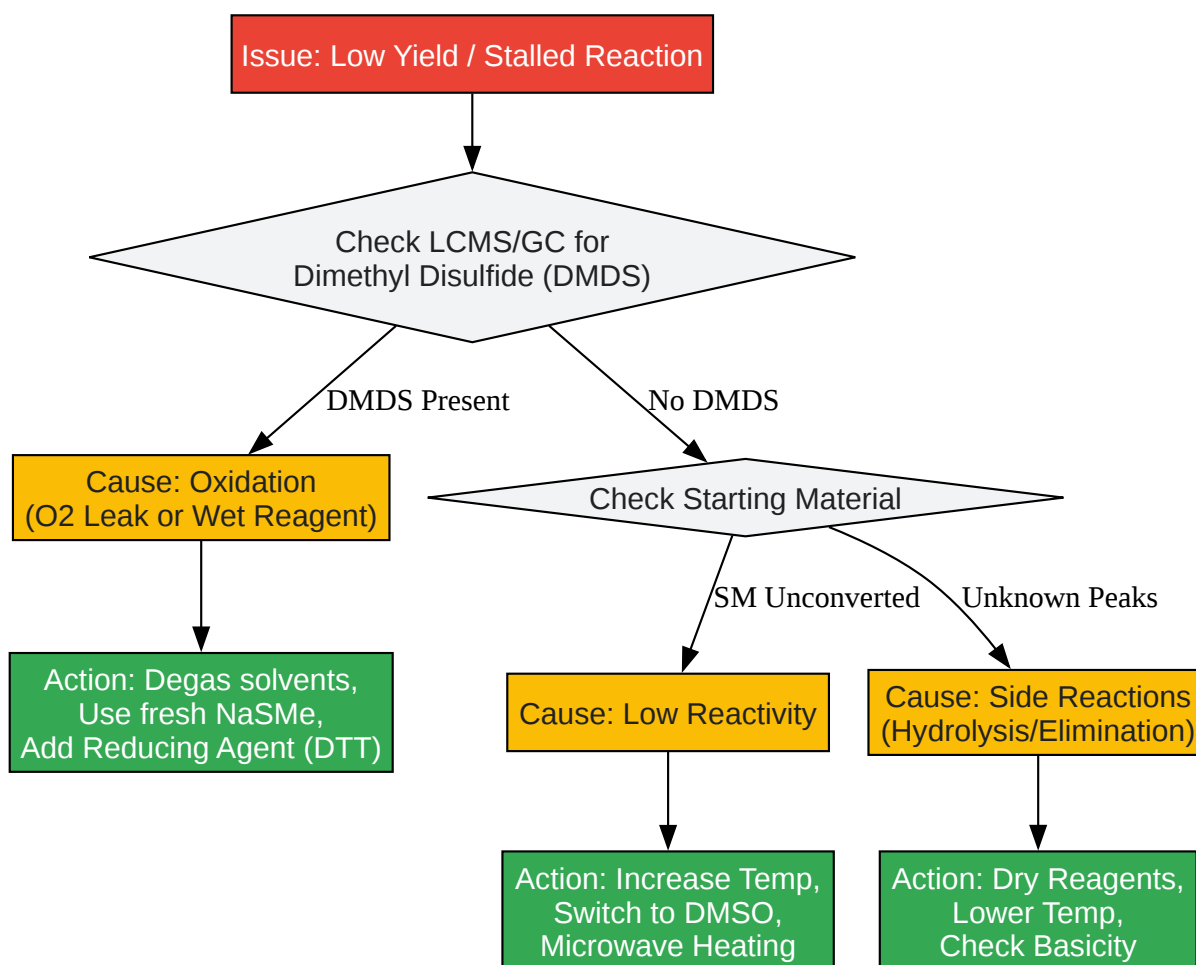 Issue: Low Yield / Stalled Reaction
Check LCMS/GC for
Dimethyl Disulfide (DMDS)
DMDS Present
No DMDS
Cause: Oxidation
(O2 Leak or Wet Reagent)
Check Starting Material
SM Unconverted
Unknown Peaks
Action: Degas solvents,
Use fresh NaSMe,
Add Reducing Agent (DTT)
Cause: Low Reactivity
Cause: Side Reactions
(Hydrolysis/Elimination)
Action: Increase Temp,
Switch to DMSO,
Microwave Heating
Action: Dry Reagents,
Lower Temp,
Check Basicity